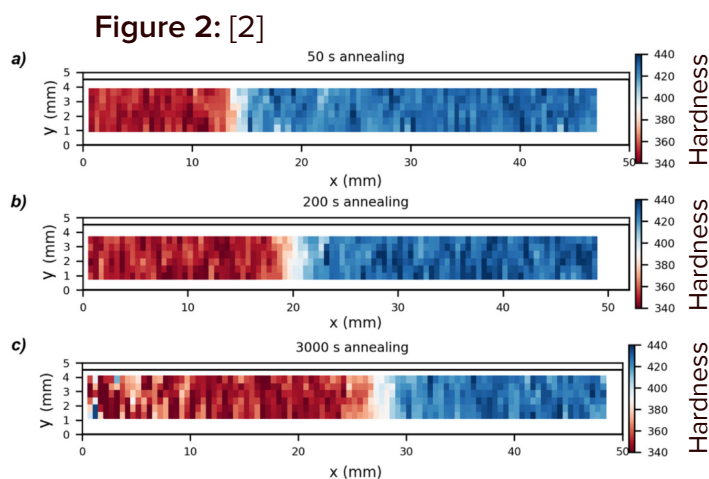 Figure 2: [2]
a)
50 s annealing
5
4
3
2
1
0
y (mm)
0 10 20 30 40 50
x (mm)
440
420
400
380
360
340
Hardness
b)
200 s annealing
5
4
3
2
1
0
y (mm)
0 10 20 30 40 50
x (mm)
440
420
400
380
360
340
Hardness
c)
3000 s annealing
5
4
3
2
1
0
y (mm)
0 10 20 30 40 50
x (mm)
440
420
400
380
360
340
Hardness